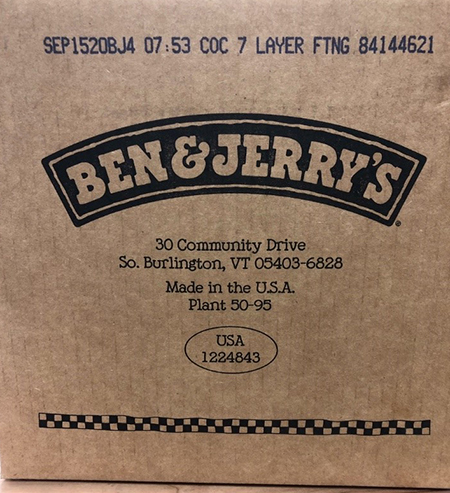 SEP1520BJ4 07:53 COC 7 LAYER FTNG 84144621
BEN & JERRY'S®
30 Community Drive
So. Burlington, VT 05403-6828
Made in the U.S.A.
Plant 50-95
USA
1224843